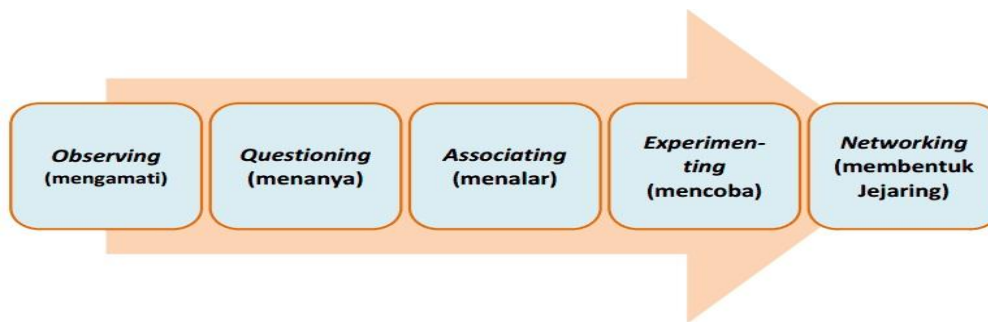 Observing
(mengamati)
Questioning
(menanya)
Associating
(menalar)
Experimen-
ting
(mencoba)
Networking
(membentuk
Jejaring)